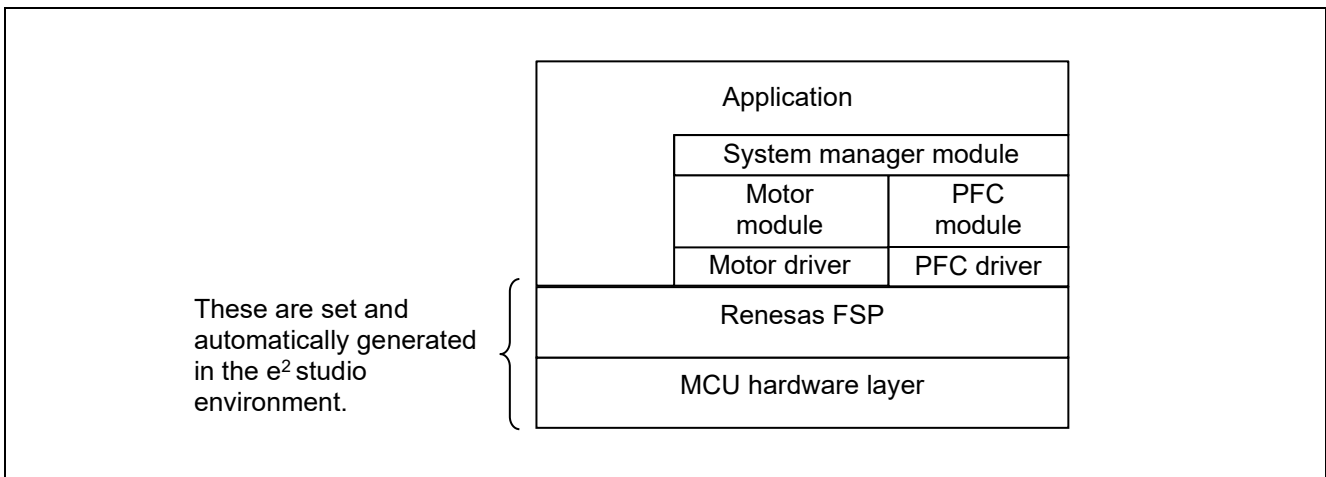 Application
System manager module
Motor
module
PFC
module
Motor driver
PFC driver
These are set and
automatically generated
in the e² studio
environment.
Renesas FSP
MCU hardware layer